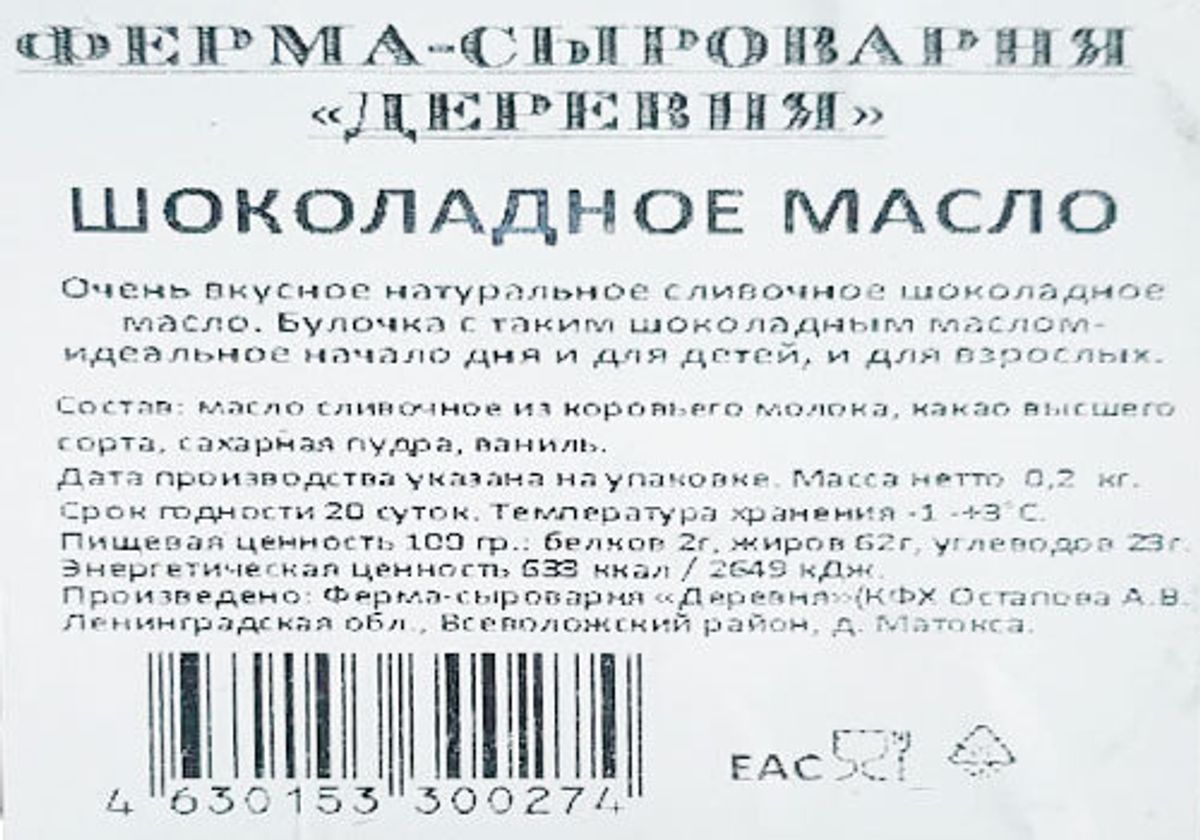 ФЕРМА-СЫРОВАРНЯ
«ДЕРЕВНЯ»
ШОКОЛАДНОЕ МАСЛО
Очень вкусное натуральное сливочное шоколадное
масло. Булочка с таким шоколадным маслом-
идеальное начало дня и для детей, и для взрослых.
Состав: масло сливочное из коровьего молока, какао высшего
сорта, сахарная пудра, ваниль.
Дата производства указана на упаковке. Масса нетто 0,2 кг.
Срок годности 20 суток. Температура хранения -1 -+3°С.
Пищевая ценность 100 гр.: белков 2г, жиров 62г, углеводов 23г.
Энергетическая ценность 633 ккал / 2649 кДж.
Произведено: Ферма-сыроварня «Деревня»(КФХ Остапова А.В.
Ленинградская обл., Всеволожский район, д. Матокса.
4 630153 300274
ЕАС